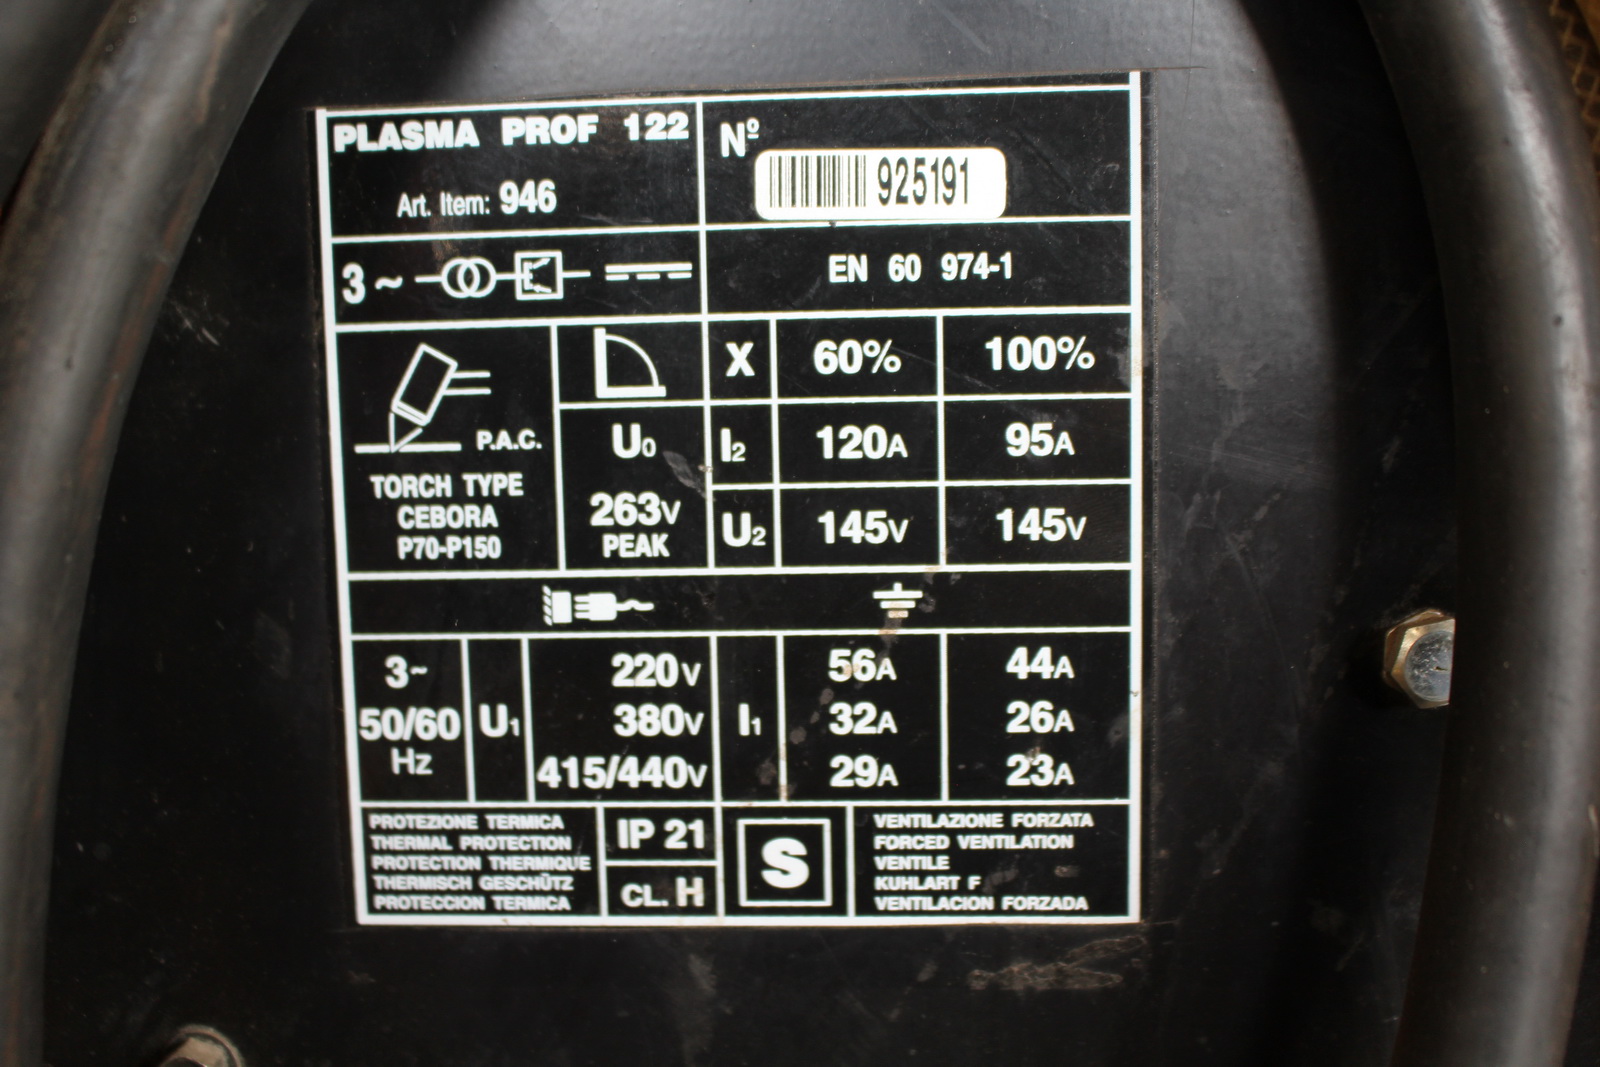 PLASMA PROF 122
Art. Item: 946
Nº
925191
3~
EN 60 974-1
P.A.C.
TORCH TYPE
CEBORA
P70-P150
U0
263V
PEAK
X 60% 100%
I2 120A 95A
U2 145V 145V
3~
50/60
Hz
U1
220V
380V
415/440V
I1
56A 44A
32A 26A
29A 23A
PROTEZIONE TERMICA
THERMAL PROTECTION
PROTECTION THERMIQUE
THERMISCH GESCHÜTZ
PROTECCION TERMICA
IP 21
CL. H
S
VENTILAZIONE FORZATA
FORCED VENTILATION
VENTILE
KUHLART F
VENTILACION FORZADA